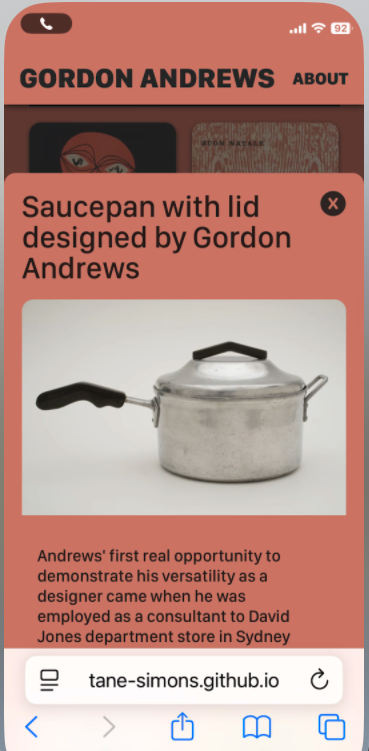 92
GORDON ANDREWS ABOUT
BUON NATALE
Saucepan with lid
designed by Gordon
Andrews
X
Andrews' first real opportunity to
demonstrate his versatility as a
designer came when he was
employed as a consultant to David
Jones department store in Sydney
tane-simons.github.io